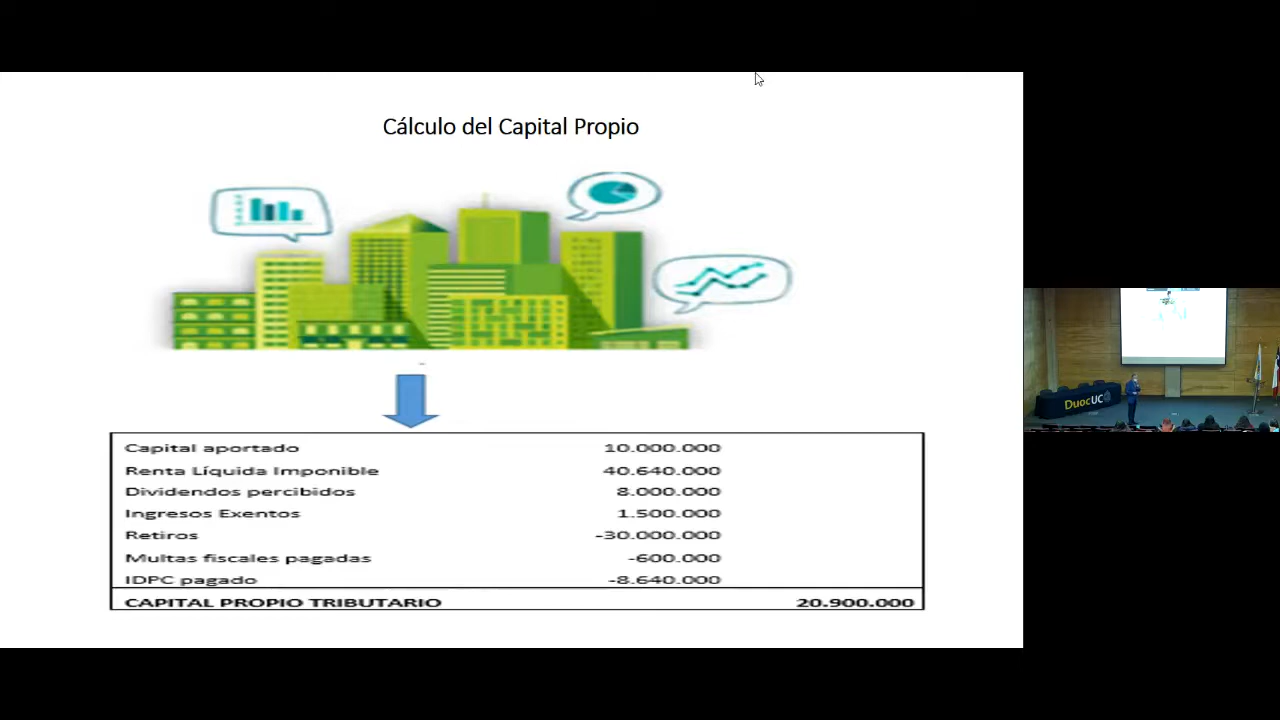 Cálculo del Capital Propio
Capital aportado 10.000.000
Renta Líquida Imponible 40.640.000
Dividendos percibidos 8.000.000
Ingresos Exentos 1.500.000
Retiros -30.000.000
Multas fiscales pagadas -600.000
IDPC pagado -8.640.000
CAPITAL PROPIO TRIBUTARIO 20.900.000
DuocUC